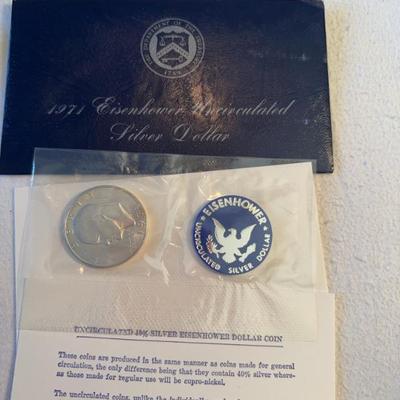 THE DEPARTMENT OF THE TREASURY
1789
1971 Eisenhower Uncirculated
Silver Dollar
EISENHOWER
UNCIRCULATED SILVER DOLLAR
UNCIRCULATED 40% SILVER EISENHOWER DOLLAR COIN
These coins are produced in the same manner as coins made for general
circulation, the only difference being that they contain 40% silver where-
as those made for regular use will be cupro-nickel.
The uncirculated coins, unlike the